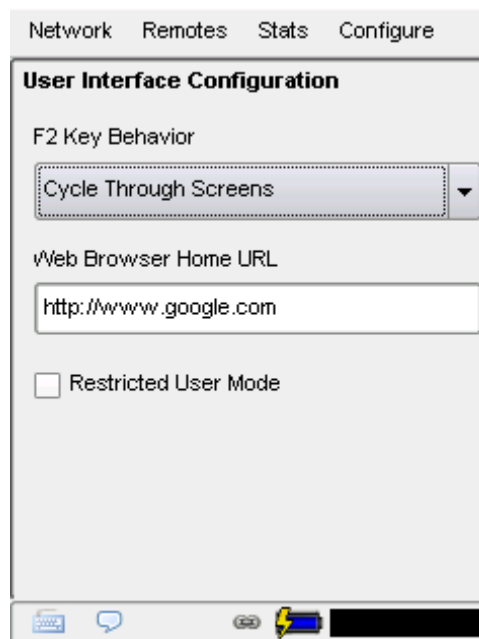 Network Remotes Stats Configure
User Interface Configuration
F2 Key Behavior
Cycle Through Screens
Web Browser Home URL
http://www.google.com
Restricted User Mode